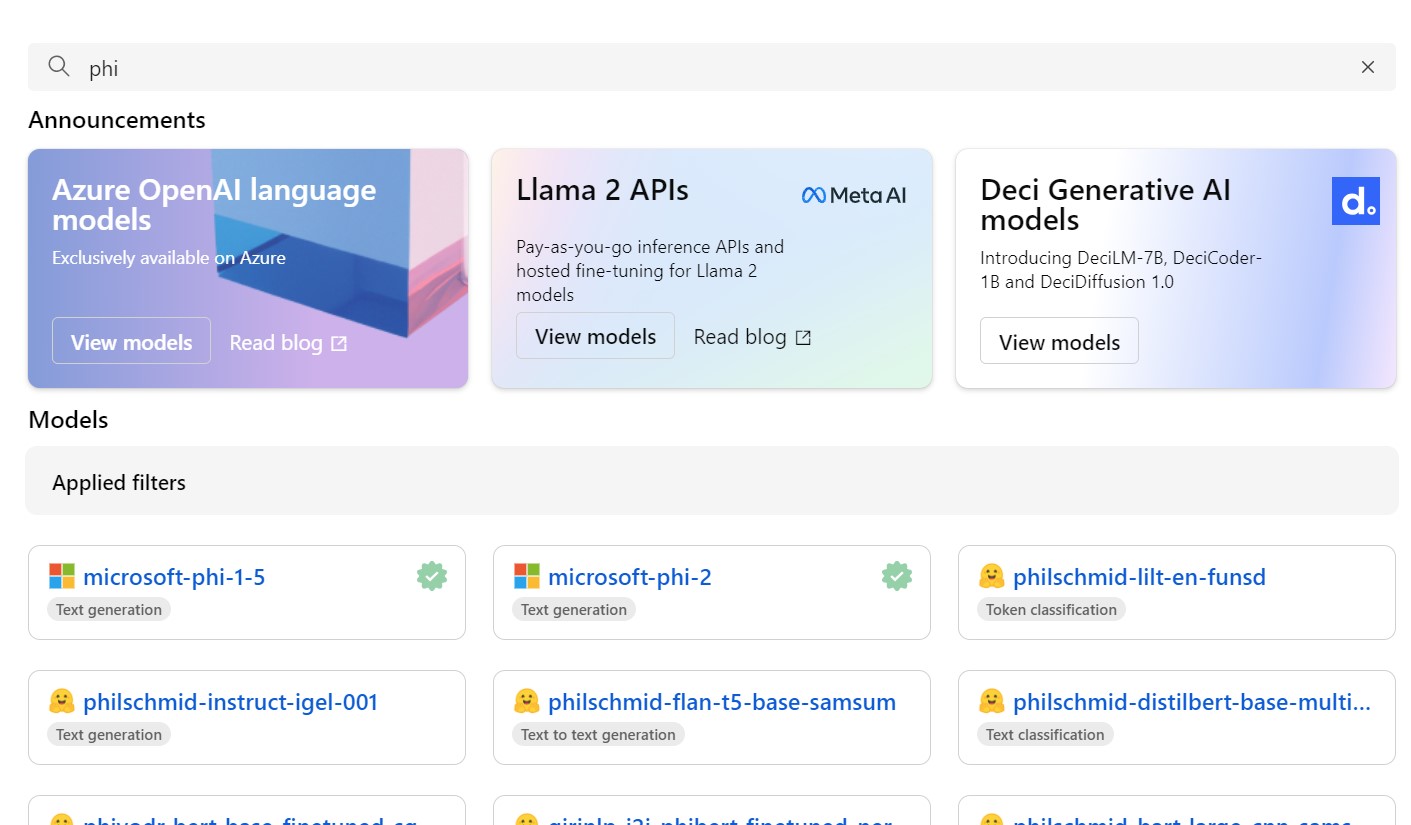 phi
Announcements
Azure OpenAI language
models
Exclusively available on Azure
View models
Read blog
Llama 2 APIs
Meta AI
Pay-as-you-go inference APIs and
hosted fine-tuning for Llama 2
models
View models
Read blog
Deci Generative AI
models
d.
Introducing DeciLM-7B, DeciCoder-
1B and DeciDiffusion 1.0
View models
Models
Applied filters
microsoft-phi-1-5
Text generation
microsoft-phi-2
Text generation
philschmid-lilt-en-funsd
Token classification
philschmid-instruct-igel-001
Text generation
philschmid-flan-t5-base-samsum
Text to text generation
philschmid-distilbert-base-multi...
Text classification